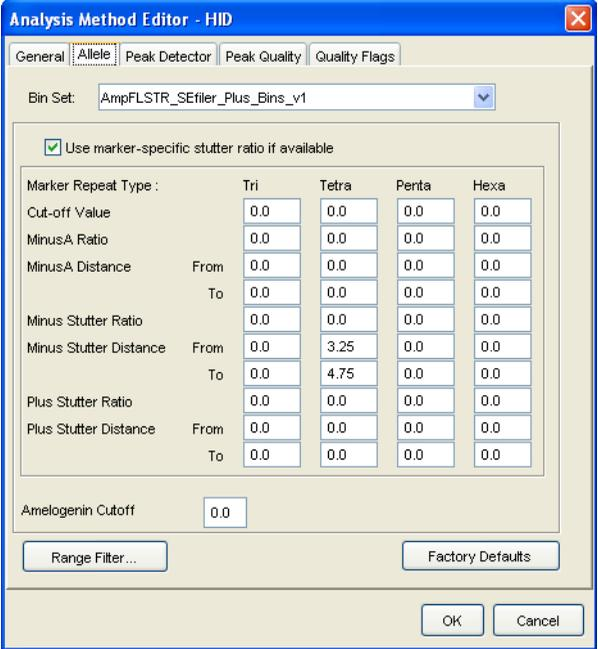 Analysis Method Editor - HID
General Allele Peak Detector Peak Quality Quality Flags
Bin Set: AmpFLSTR_SEfiler_Plus_Bins_v1
Use marker-specific stutter ratio if available
Marker Repeat Type : Tri Tetra Penta Hexa
Cut-off Value 0.0 0.0 0.0 0.0
MinusA Ratio 0.0 0.0 0.0 0.0
MinusA Distance From 0.0 0.0 0.0 0.0
To 0.0 0.0 0.0 0.0
Minus Stutter Ratio 0.0 0.0 0.0 0.0
Minus Stutter Distance From 0.0 3.25 0.0 0.0
To 0.0 4.75 0.0 0.0
Plus Stutter Ratio 0.0 0.0 0.0 0.0
Plus Stutter Distance From 0.0 0.0 0.0 0.0
To 0.0 0.0 0.0 0.0
Amelogenin Cutoff 0.0
Range Filter... Factory Defaults
OK Cancel